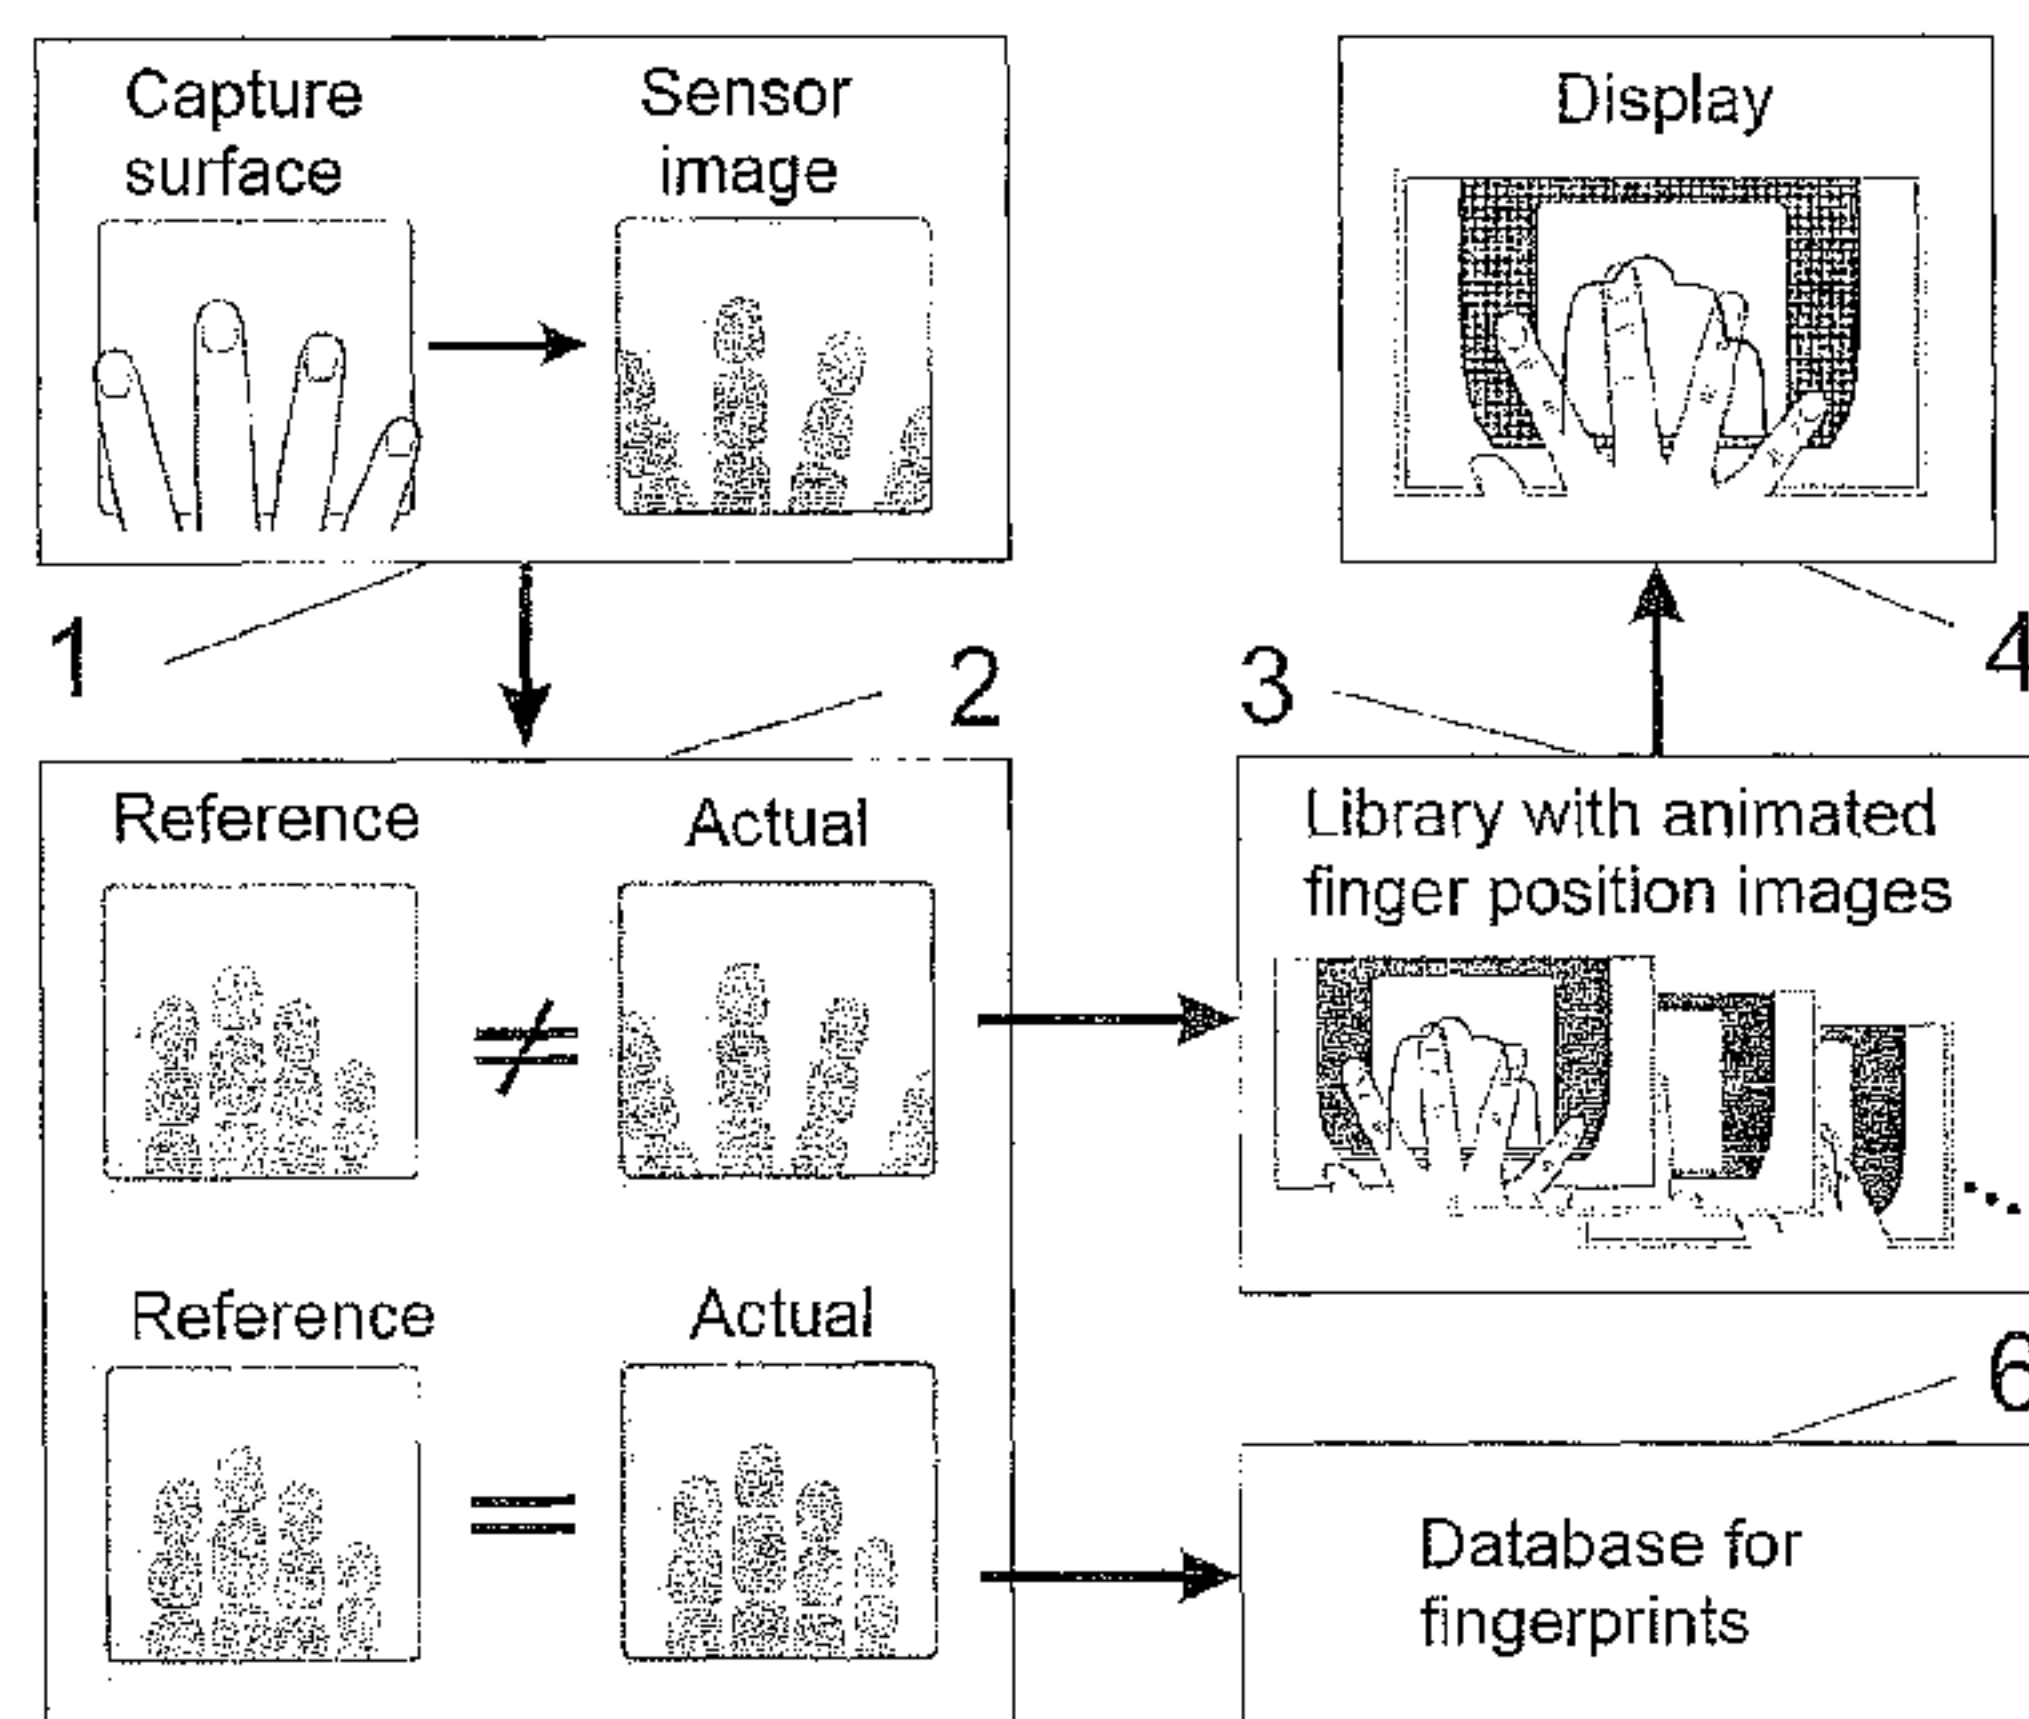 Capture
surface
Sensor
image
Display
1
2
3
4
Reference
Actual
Library with animated
finger position images
Reference
Actual
6
Database for
fingerprints